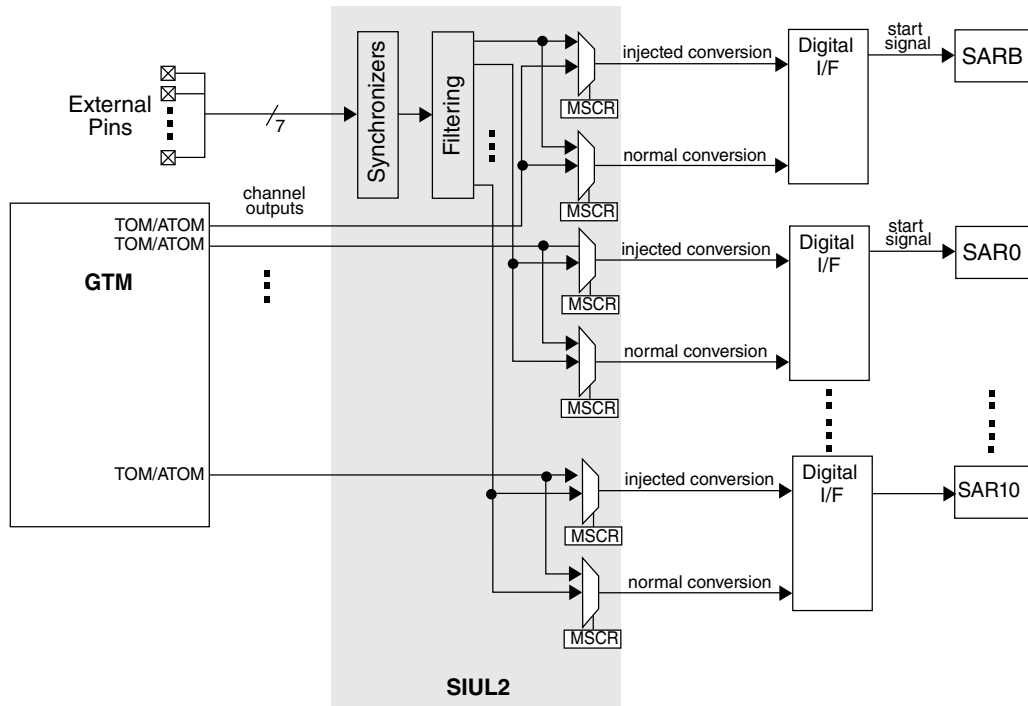 External
Pins
7
Synchronizers
Filtering
MSCR
injected conversion
Digital
I/F
start
signal
SARB
normal conversion
MSCR
channel
outputs
TOM/ATOM
TOM/ATOM
GTM
injected conversion
MSCR
Digital
I/F
start
signal
SAR0
normal conversion
MSCR
TOM/ATOM
injected conversion
MSCR
Digital
I/F
SAR10
normal conversion
MSCR
SIUL2